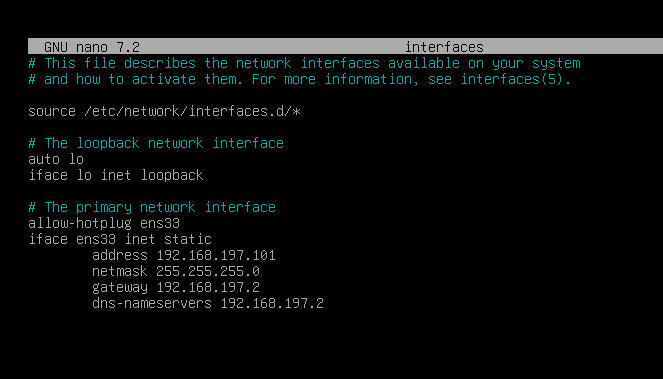 GNU nano 7.2 interfaces
# This file describes the network interfaces available on your system
# and how to activate them. For more information, see interfaces(5).
source /etc/network/interfaces.d/*
# The loopback network interface
auto lo
iface lo inet loopback
# The primary network interface
allow-hotplug ens33
iface ens33 inet static
address 192.168.197.101
netmask 255.255.255.0
gateway 192.168.197.2
dns-nameservers 192.168.197.2